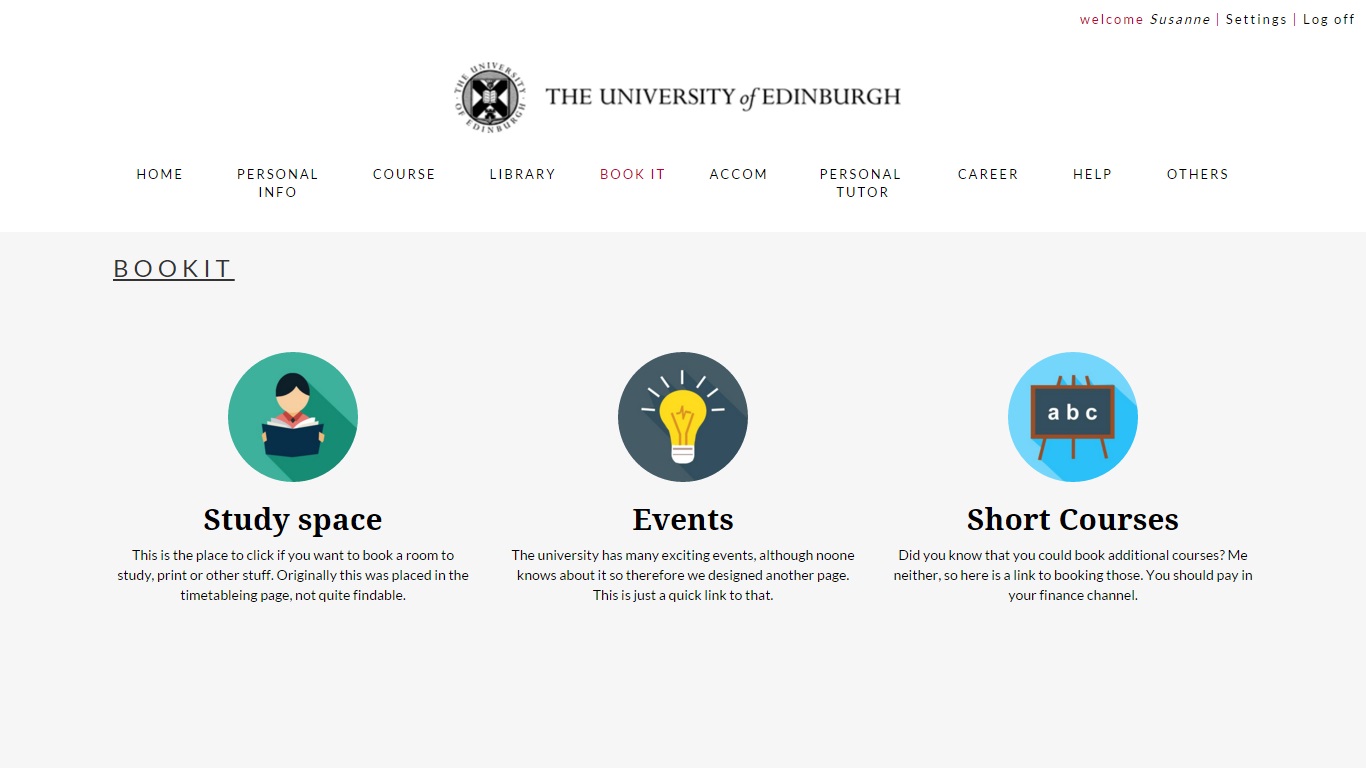 welcome Susanne | Settings | Log off
THE UNIVERSITY OF EDINBURGH
THE UNIVERSITY of EDINBURGH
HOME PERSONAL INFO COURSE LIBRARY BOOK IT ACCOM PERSONAL TUTOR CAREER HELP OTHERS
BOOKIT
a b c
Study space
This is the place to click if you want to book a room to
study, print or other stuff. Originally this was placed in the
timetableing page, not quite findable.
Events
The university has many exciting events, although noone
knows about it so therefore we designed another page.
This is just a quick link to that.
Short Courses
Did you know that you could book additional courses? Me
neither, so here is a link to booking those. You should pay in
your finance channel.